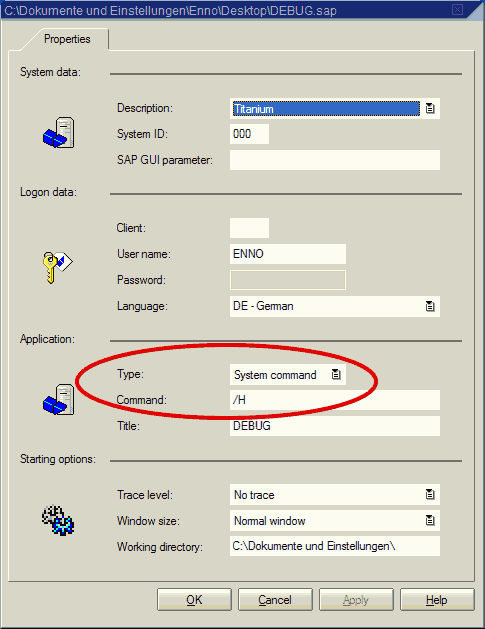 C:\Dokumente und Einstellungen\Enno\Desktop\DEBUG.sap
Properties
System data:
Description: Titanium
System ID: 000
SAP GUI parameter:
Logon data:
Client:
User name: ENNO
Password:
Language: DE - German
Application:
Type: System command
Command: /H
Title: DEBUG
Starting options:
Trace level: No trace
Window size: Normal window
Working directory: C:\Dokumente und Einstellungen\
OK Cancel Apply Help